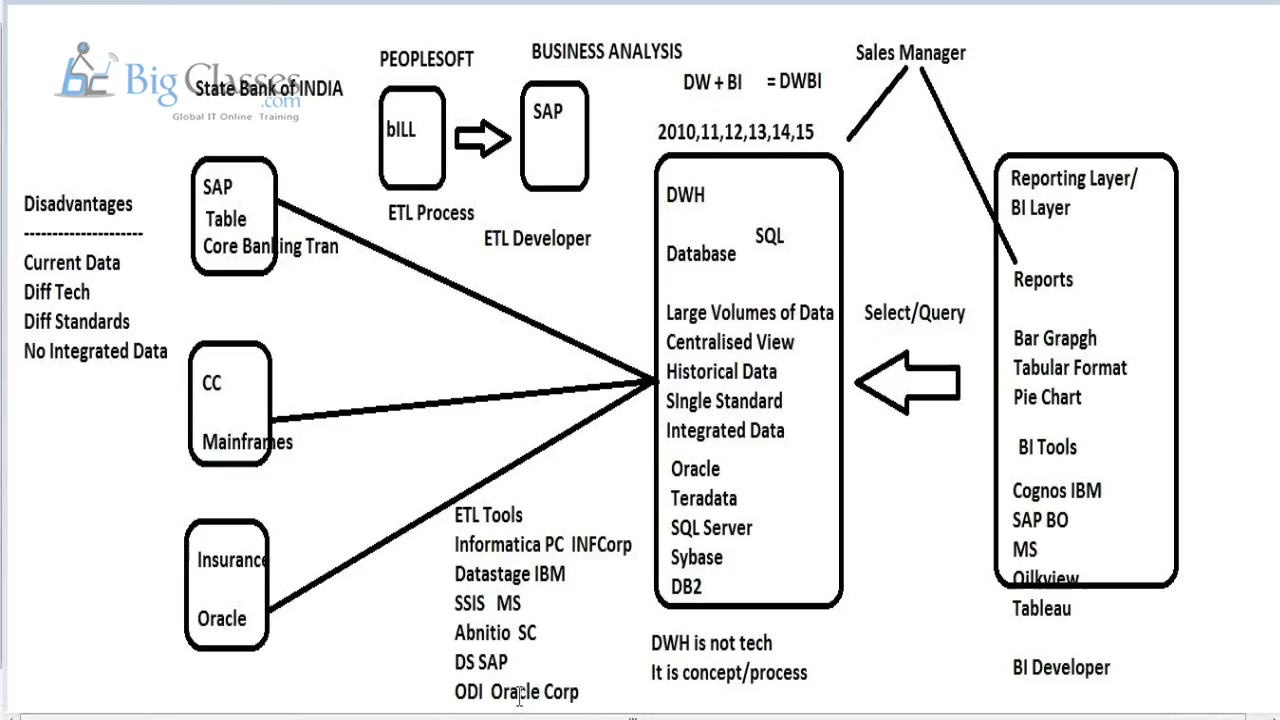 Big Classes
.com
Global IT Online Training
State Bank of INDIA
PEOPLESOFT
bILL
ETL Process
BUSINESS ANALYSIS
SAP
ETL Developer
DW + BI = DWBI
2010,11,12,13,14,15
Sales Manager
Disadvantages
---------------------
Current Data
Diff Tech
Diff Standards
No Integrated Data
SAP
Table
Core Banking Tran
CC
Mainframes
Insurance
Oracle
ETL Tools
Informatica PC INFCorp
Datastage IBM
SSIS MS
Abnitio SC
DS SAP
ODI Oracle Corp
DWH
SQL
Database
Large Volumes of Data
Centralised View
Historical Data
SIngle Standard
Integrated Data
Oracle
Teradata
SQL Server
Sybase
DB2
DWH is not tech
It is concept/process
Select/Query
Reporting Layer/
BI Layer
Reports
Bar Grapgh
Tabular Format
Pie Chart
BI Tools
Cognos IBM
SAP BO
MS
Qilkview
Tableau
BI Developer